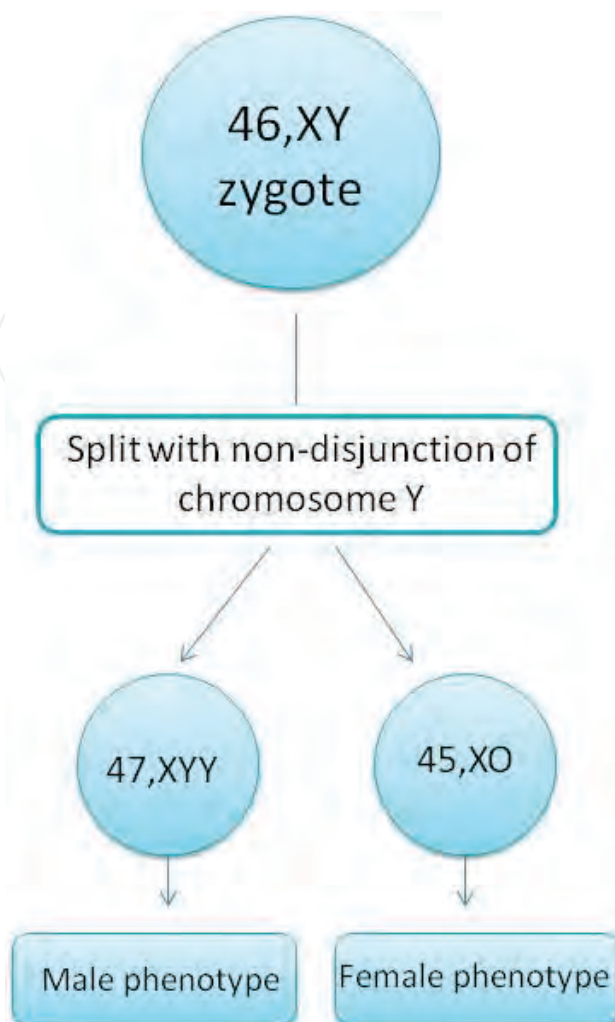 46,XY
zygote
Split with non-disjunction of
chromosome Y
47,XYY
45,XO
Male phenotype
Female phenotype